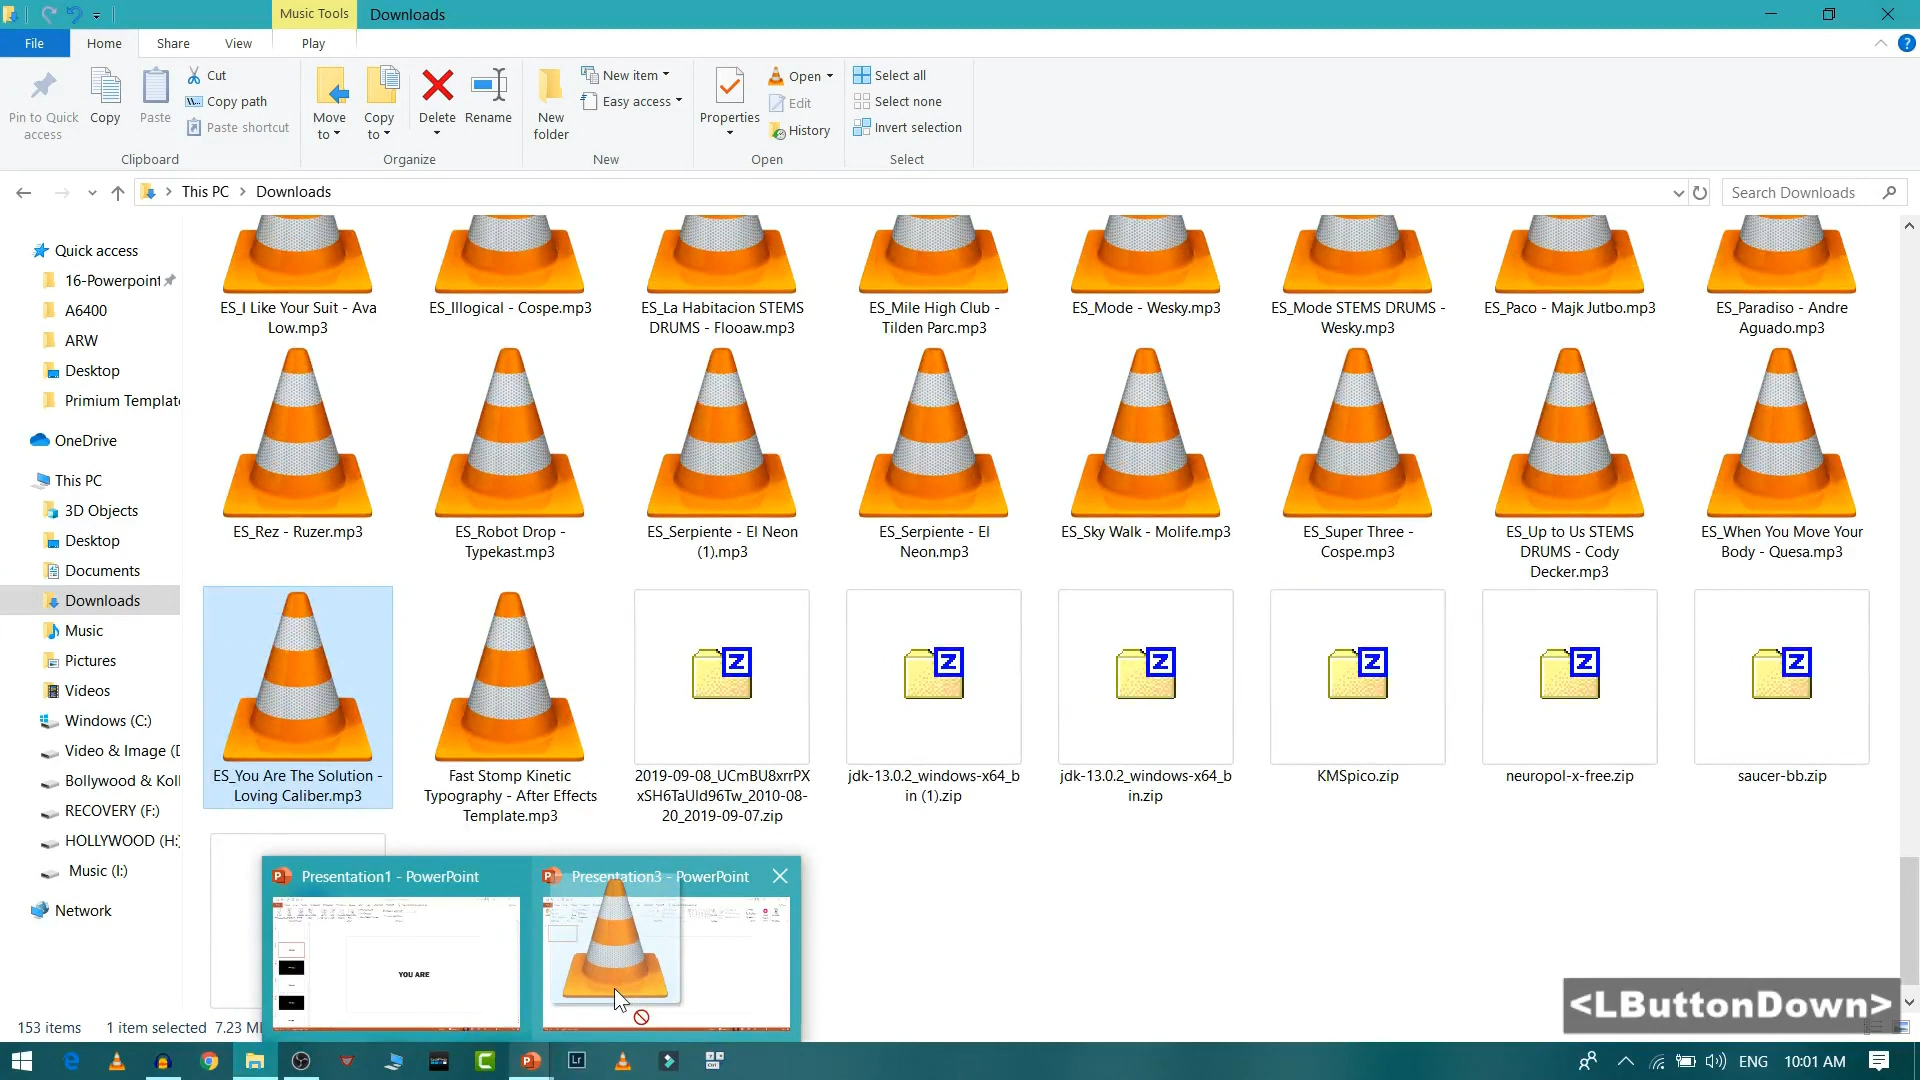 Music Tools
Downloads
File
Home
Share
View
Play
Pin to Quick
access
Copy
Paste
Cut
Copy path
Paste shortcut
Clipboard
Move
to
Copy
to
Delete
Rename
Organize
New
folder
New item
Easy access
New
Properties
Open
Edit
History
Open
Select all
Select none
Invert selection
Select
This PC
Downloads
Search Downloads
Quick access
16-Powerpoint
A6400
ARW
Desktop
Primium Templat
OneDrive
This PC
3D Objects
Desktop
Documents
Downloads
Music
Pictures
Videos
Windows (C:)
Video & Image (D
Bollywood & Koll
RECOVERY (F:)
HOLLYWOOD (H:)
Music (I:)
Network
ES_I Like Your Suit - Ava
Low.mp3
ES_Illogical - Cospe.mp3
ES_La Habitacion STEMS
DRUMS - Flooaw.mp3
ES_Mile High Club -
Tilden Parc.mp3
ES_Mode - Wesky.mp3
ES_Mode STEMS DRUMS -
Wesky.mp3
ES_Paco - Majk Jutbo.mp3
ES_Paradiso - Andre
Aguado.mp3
ES_Rez - Ruzer.mp3
ES_Robot Drop -
Typekast.mp3
ES_Serpiente - El Neon
(1).mp3
ES_Serpiente - El
Neon.mp3
ES_Sky Walk - Molife.mp3
ES_Super Three -
Cospe.mp3
ES_Up to Us STEMS
DRUMS - Cody
Decker.mp3
ES_When You Move Your
Body - Quesa.mp3
ES_You Are The Solution -
Loving Caliber.mp3
Fast Stomp Kinetic
Typography - After Effects
Template.mp3
2019-09-08_UCmBU8xrrPX
xSH6TaUld96Tw_2010-08-
20_2019-09-07.zip
jdk-13.0.2_windows-x64_b
in (1).zip
jdk-13.0.2_windows-x64_b
in.zip
KMSpico.zip
neuropol-x-free.zip
saucer-bb.zip
Presentation1 - PowerPoint
Presentation3 - PowerPoint
YOU ARE
<LButtonDown>
153 items
1 item selected
7.23 M
ENG
10:01 AM